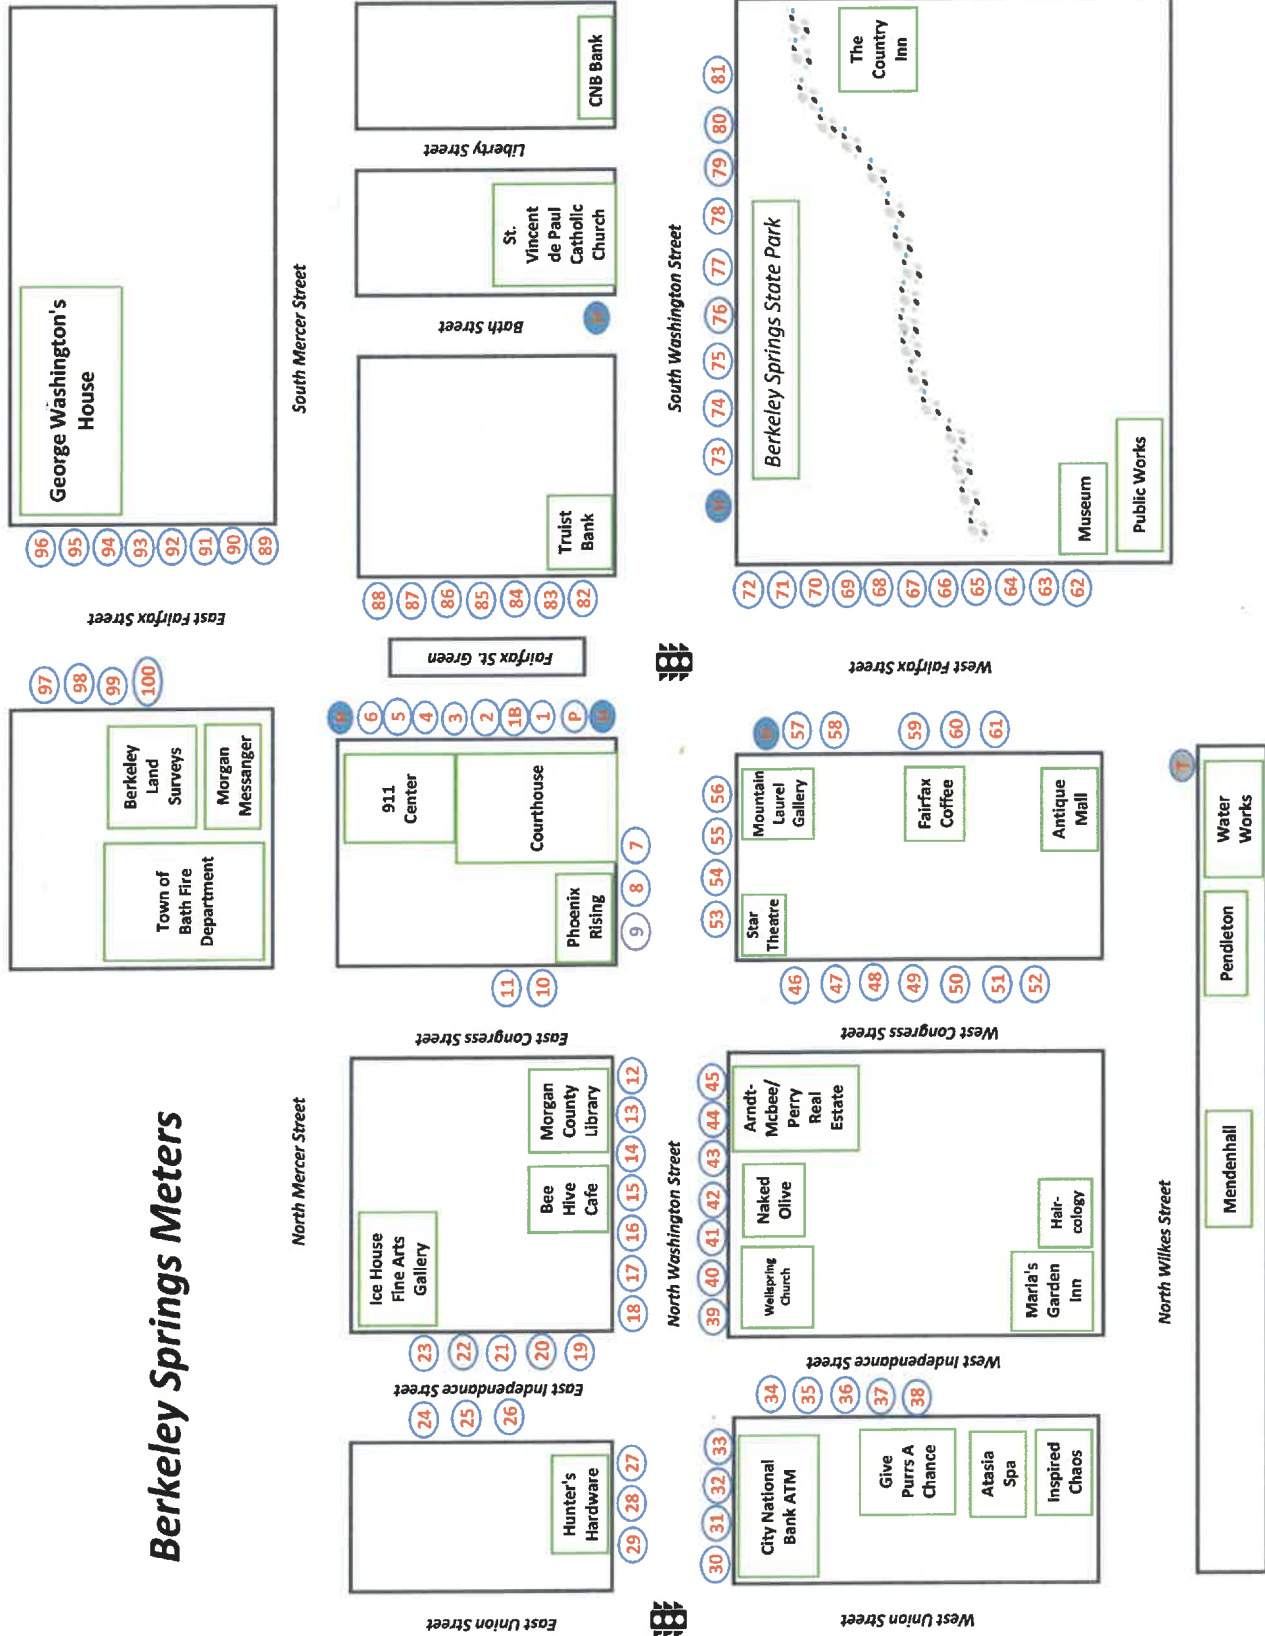 Berkeley Springs Meters
Town of
Bath Fire
Department
Berkeley
Land
Surveys
Morgan
Messanger
97
98
99
100
East Fairfax Street
96
95
94
93
92
91
90
89
George Washington's
House
North Mercer Street
South Mercer Street
East Union Street
Hunter's
Hardware
24
25
26
East Independance Street
23
22
21
20
19
Ice House
Fine Arts
Gallery
Bee
Hive
Cafe
Morgan
County
Library
East Congress Street
11
10
911
Center
Courthouse
Phoenix
Rising
6
5
4
3
2
1B
1
P
Fairfax St. Green
88
87
86
85
84
83
82
Truist
Bank
Bath Street
St.
Vincent
de Paul
Catholic
Church
Liberty Street
CNB Bank
29
28
27
18
17
16
15
14
13
12
9
8
7
North Washington Street
South Washington Street
30
31
32
33
39
40
41
42
43
44
45
53
54
55
56
73
74
75
76
77
78
79
80
81
West Union Street
City National
Bank ATM
Give
Purrs A
Chance
Atasia
Spa
Inspired
Chaos
34
35
36
37
38
West Independance Street
Wellspring
Church
Naked
Olive
Arndt-
Mcbee/
Perry
Real
Estate
Maria's
Garden
Inn
Hair-
cology
West Congress Street
46
47
48
49
50
51
52
Star
Theatre
Mountain
Laurel
Gallery
Fairfax
Coffee
Antique
Mall
57
58
59
60
61
West Fairfax Street
72
71
70
69
68
67
66
65
64
63
62
Berkeley Springs State Park
The
Country
Inn
Museum
Public Works
North Wilkes Street
T
Mendenhall
Pendleton
Water
Works